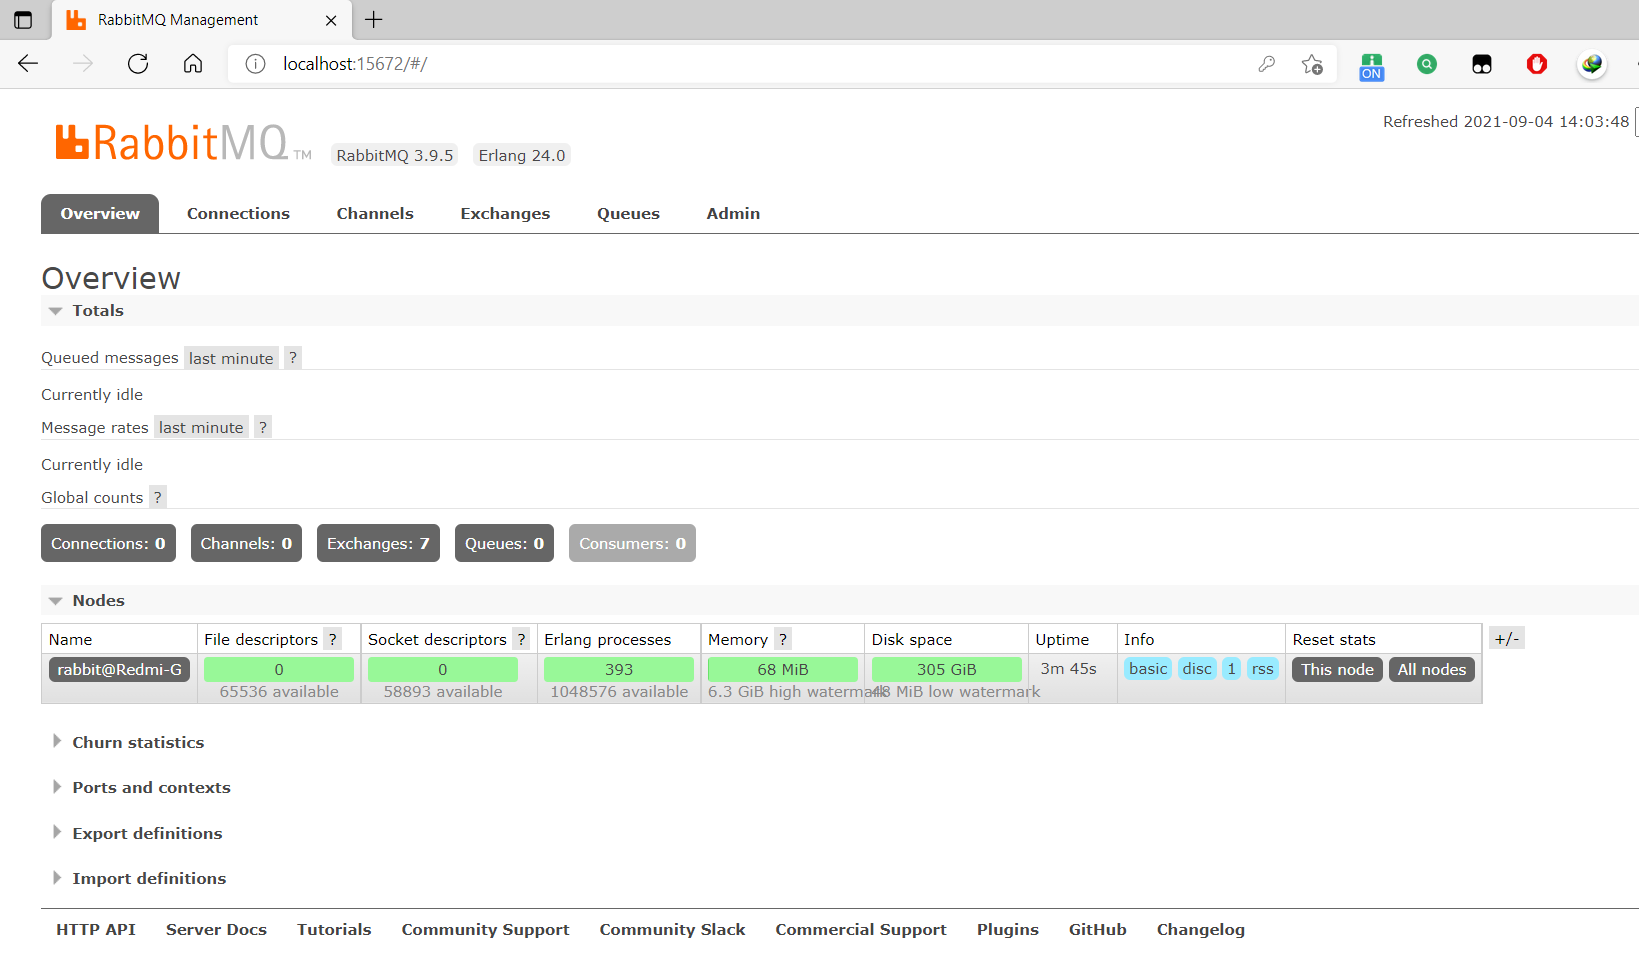 RabbitMQ Management
localhost:15672/#/
ON
Refreshed 2021-09-04 14:03:48
RabbitMQ TM RabbitMQ 3.9.5 Erlang 24.0
Overview Connections Channels Exchanges Queues Admin
Overview
Totals
Queued messages last minute ?
Currently idle
Message rates last minute ?
Currently idle
Global counts ?
Connections: 0 Channels: 0 Exchanges: 7 Queues: 0 Consumers: 0
Nodes
Name File descriptors ? Socket descriptors ? Erlang processes Memory ? Disk space Uptime Info Reset stats +/-
rabbit@Redmi-G 0 0 393 68 MiB 305 GiB 3m 45s basic disc 1 rss This node All nodes
65536 available 58893 available 1048576 available 6.3 GiB high watermark 48 MiB low watermark
Churn statistics
Ports and contexts
Export definitions
Import definitions
HTTP API Server Docs Tutorials Community Support Community Slack Commercial Support Plugins GitHub Changelog